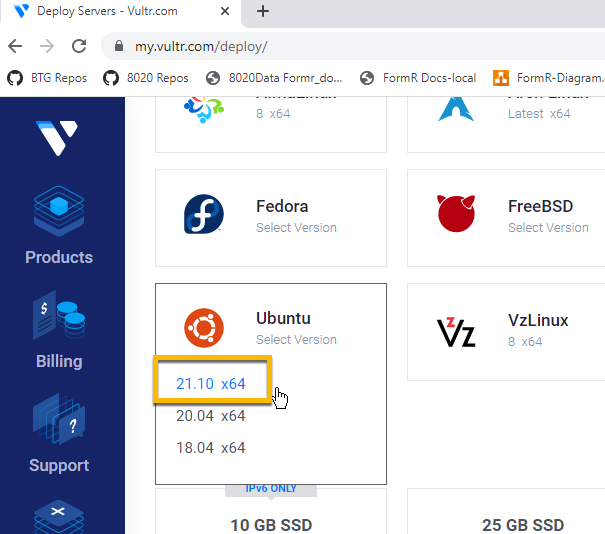 Deploy Servers - Vultr.com
my.vultr.com/deploy/
BTG Repos
8020 Repos
8020Data Formr_do...
FormR Docs-local
FormR-Diagram.
8 x64
Latest x64
Products
Fedora
Select Version
FreeBSD
Select Version
Billing
Ubuntu
Select Version
VzLinux
8 x64
21.10 x64
20.04 x64
18.04 x64
Support
IPv6 ONLY
10 GB SSD
25 GB SSD